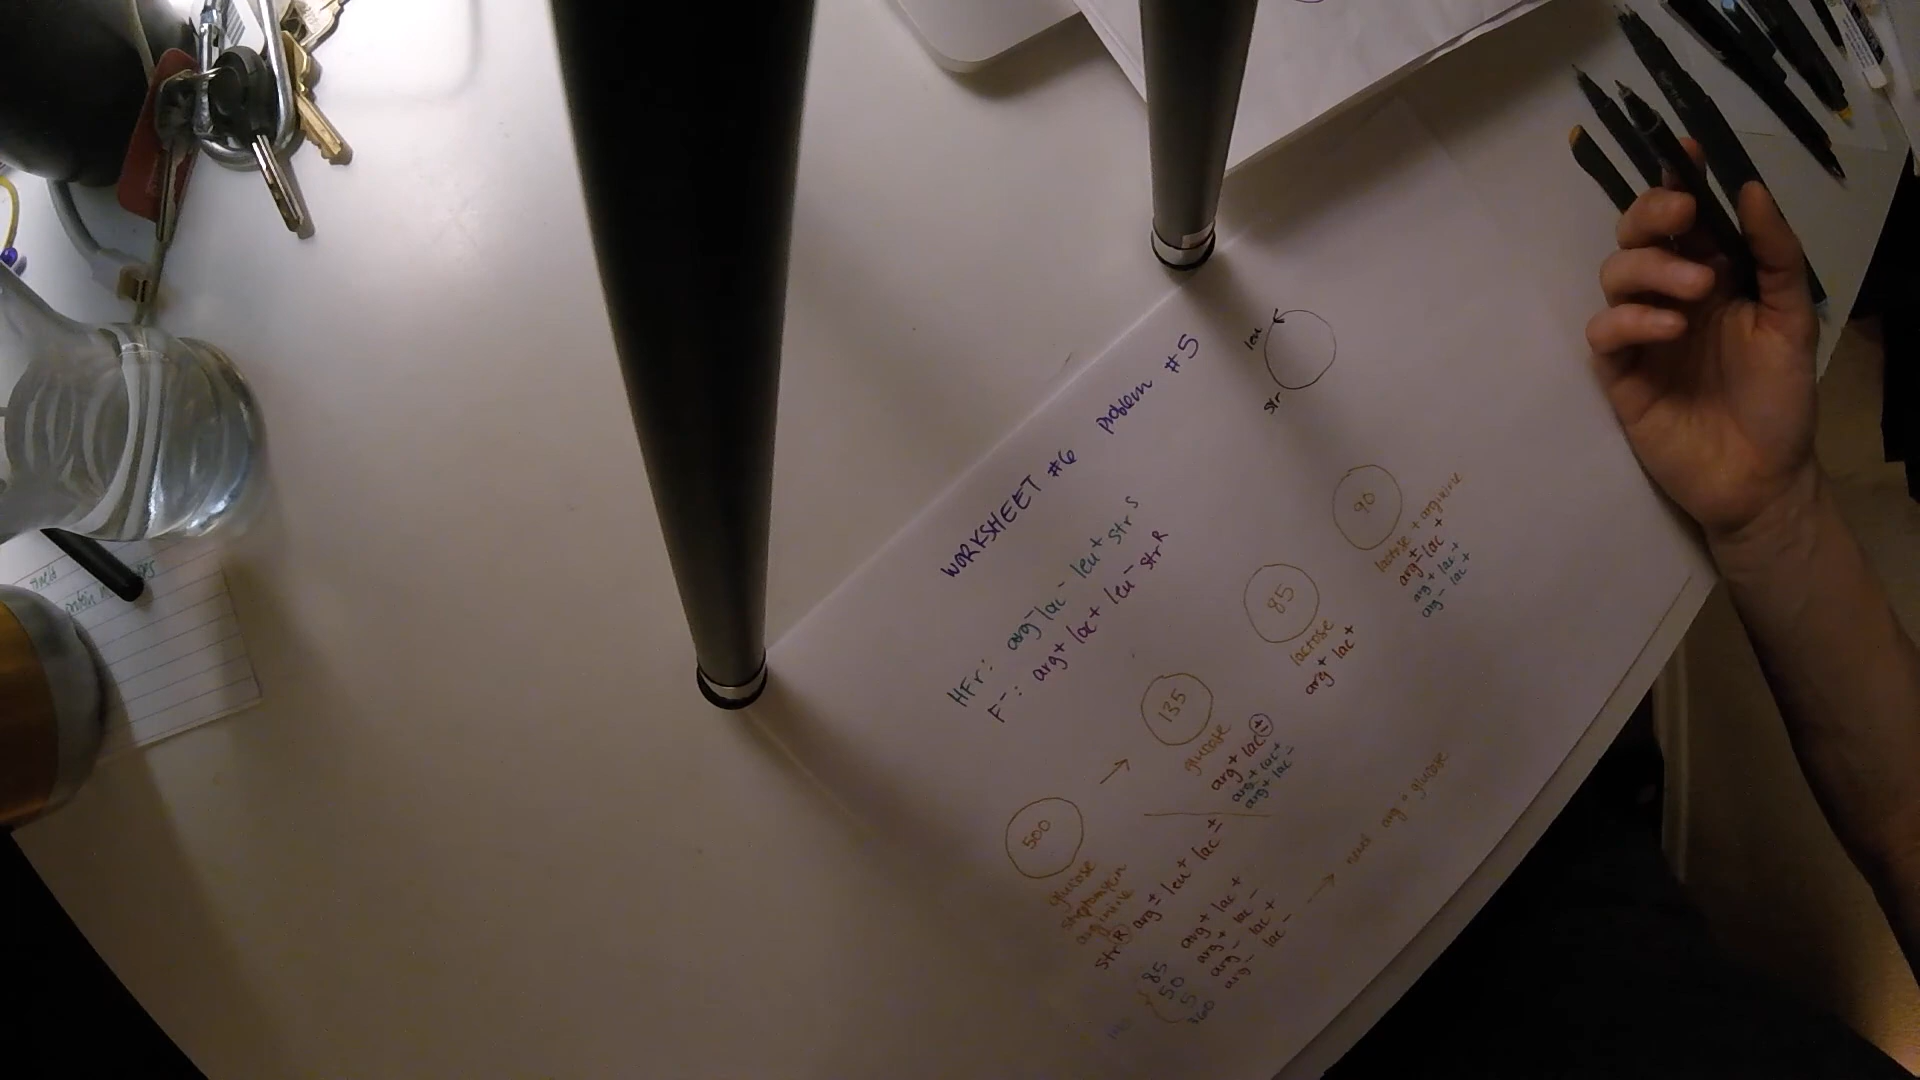 WORKSHEET #6 Problem #5
HFr: arg- lac- leu+ str S
F-: arg+ lac+ leu- str R
leu
str
500
glucose
streptomycin
arginine
str R arg± leu+ lac±
85 arg+ lac+
50 arg+ lac-
5 arg- lac+
360 arg- lac-
→
135
glucose
arg+ lac±
arg+ lac+
arg+ lac-
85
lactose
arg+ lac+
90
lactose + arginine
arg± lac+
arg+ lac+
arg- lac+
→ need arg + glucose